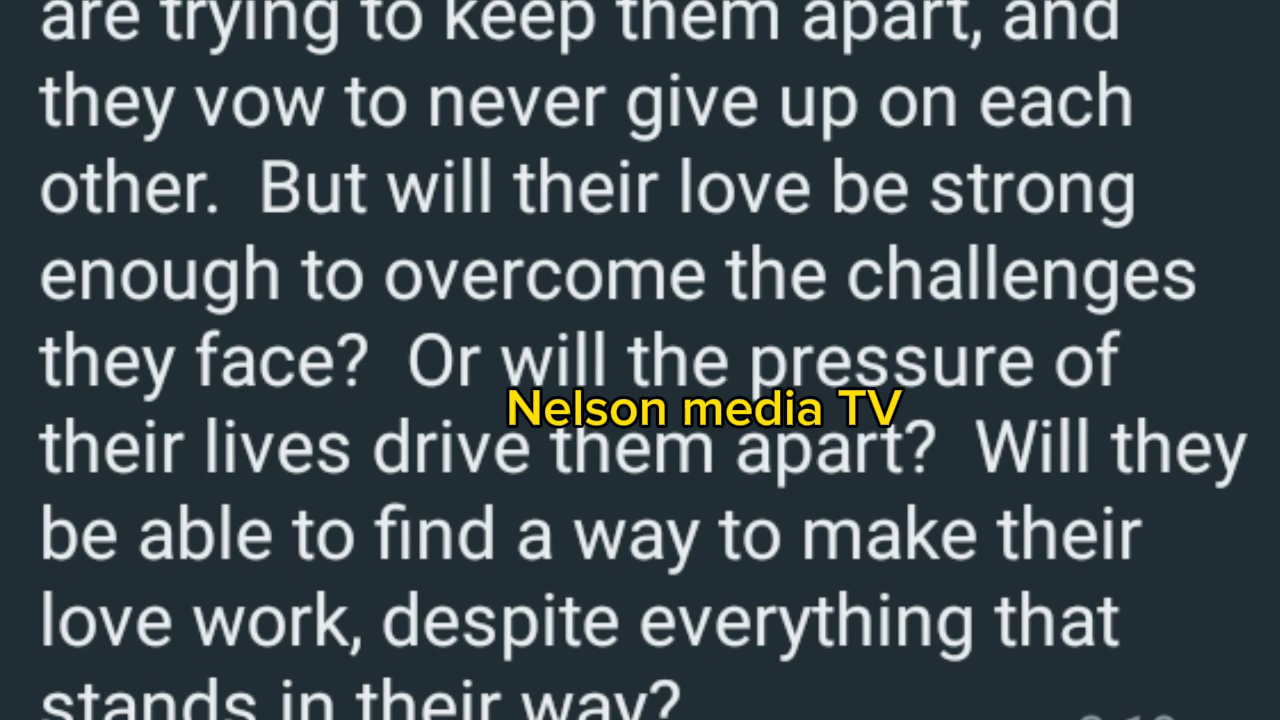 are trying to keep them apart, and
they vow to never give up on each
other.  But will their love be strong
enough to overcome the challenges
they face?  Or will the pressure of
Nelson media TV
their lives drive them apart?  Will they
be able to find a way to make their
love work, despite everything that
stands in their way?